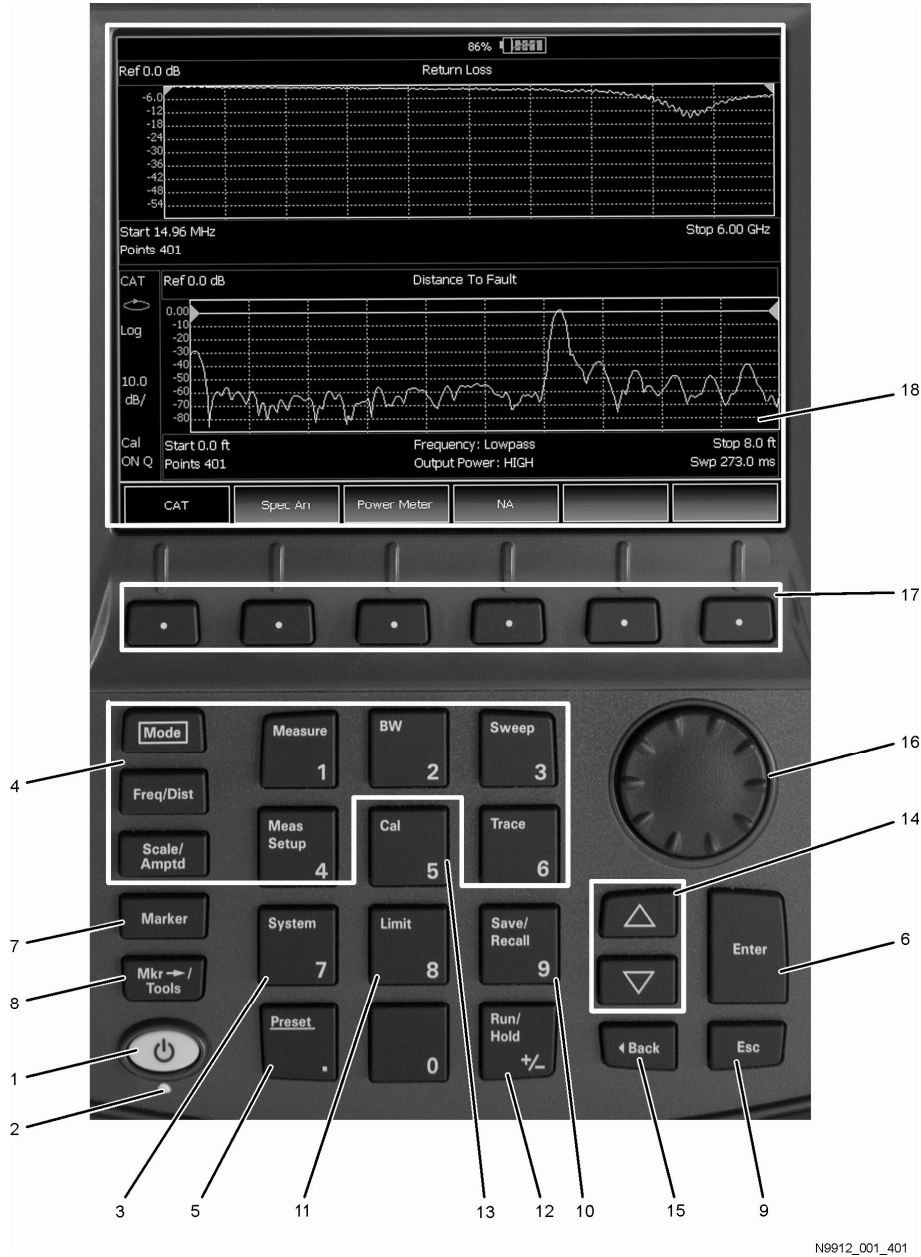 86%
Ref 0.0 dB Return Loss
-6.0
-12
-18
-24
-30
-36
-42
-48
-54
Start 14.96 MHz Stop 6.00 GHz
Points 401
CAT Ref 0.0 dB Distance To Fault
0.00
-10
-20
-30
-40
-50
-60
-70
-80
Log
10.0
dB/
18
Cal Start 0.0 ft Frequency: Lowpass Stop 8.0 ft
ON Q Points 401 Output Power: HIGH Swp 273.0 ms
CAT Spec An Power Meter NA
17
Mode
Measure
1
BW
2
Sweep
3
16
4
Freq/Dist
Scale/
Amptd
Meas
Setup
4
Cal
5
Trace
6
14
Marker
System
7
Limit
8
Save/
Recall
9
Enter
6
7
Mkr→/
Tools
8
Preset
.
0
Run/
Hold
+/-
Back
Esc
1
2
3 5 11 13 12 10 15 9
N9912_001_401